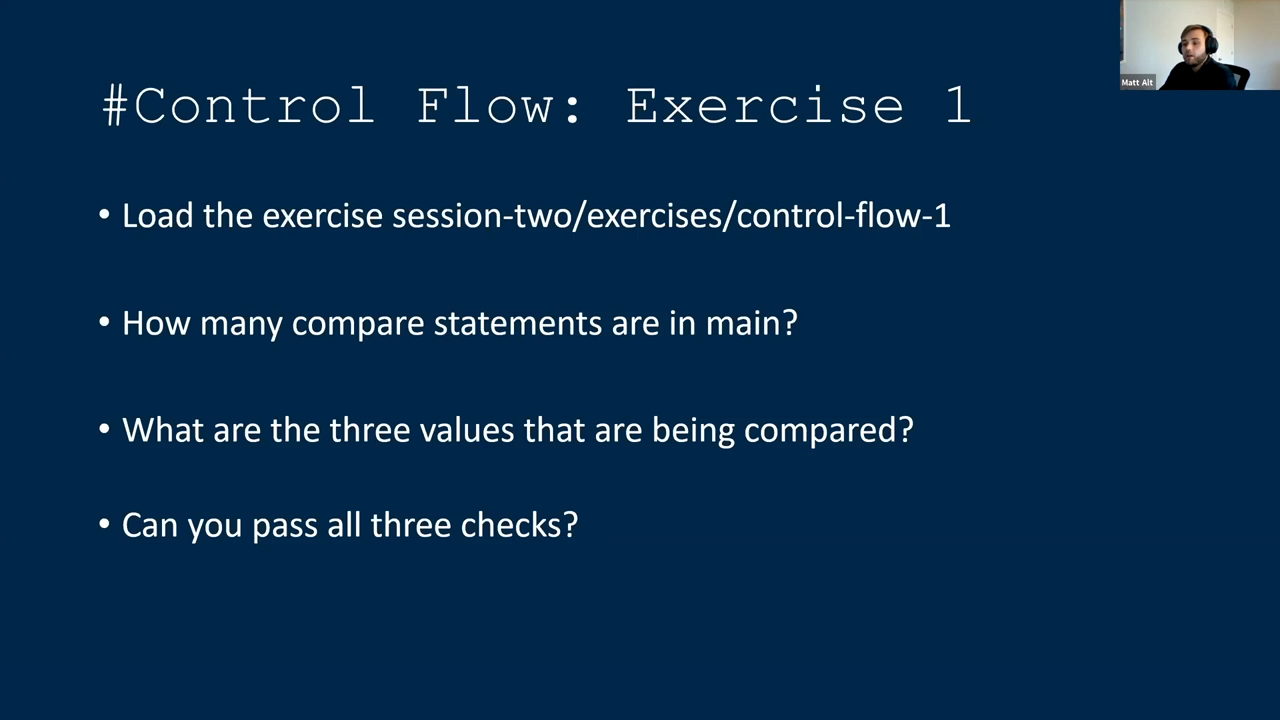 Matt Alt
#Control Flow: Exercise 1
• Load the exercise session-two/exercises/control-flow-1
• How many compare statements are in main?
• What are the three values that are being compared?
• Can you pass all three checks?